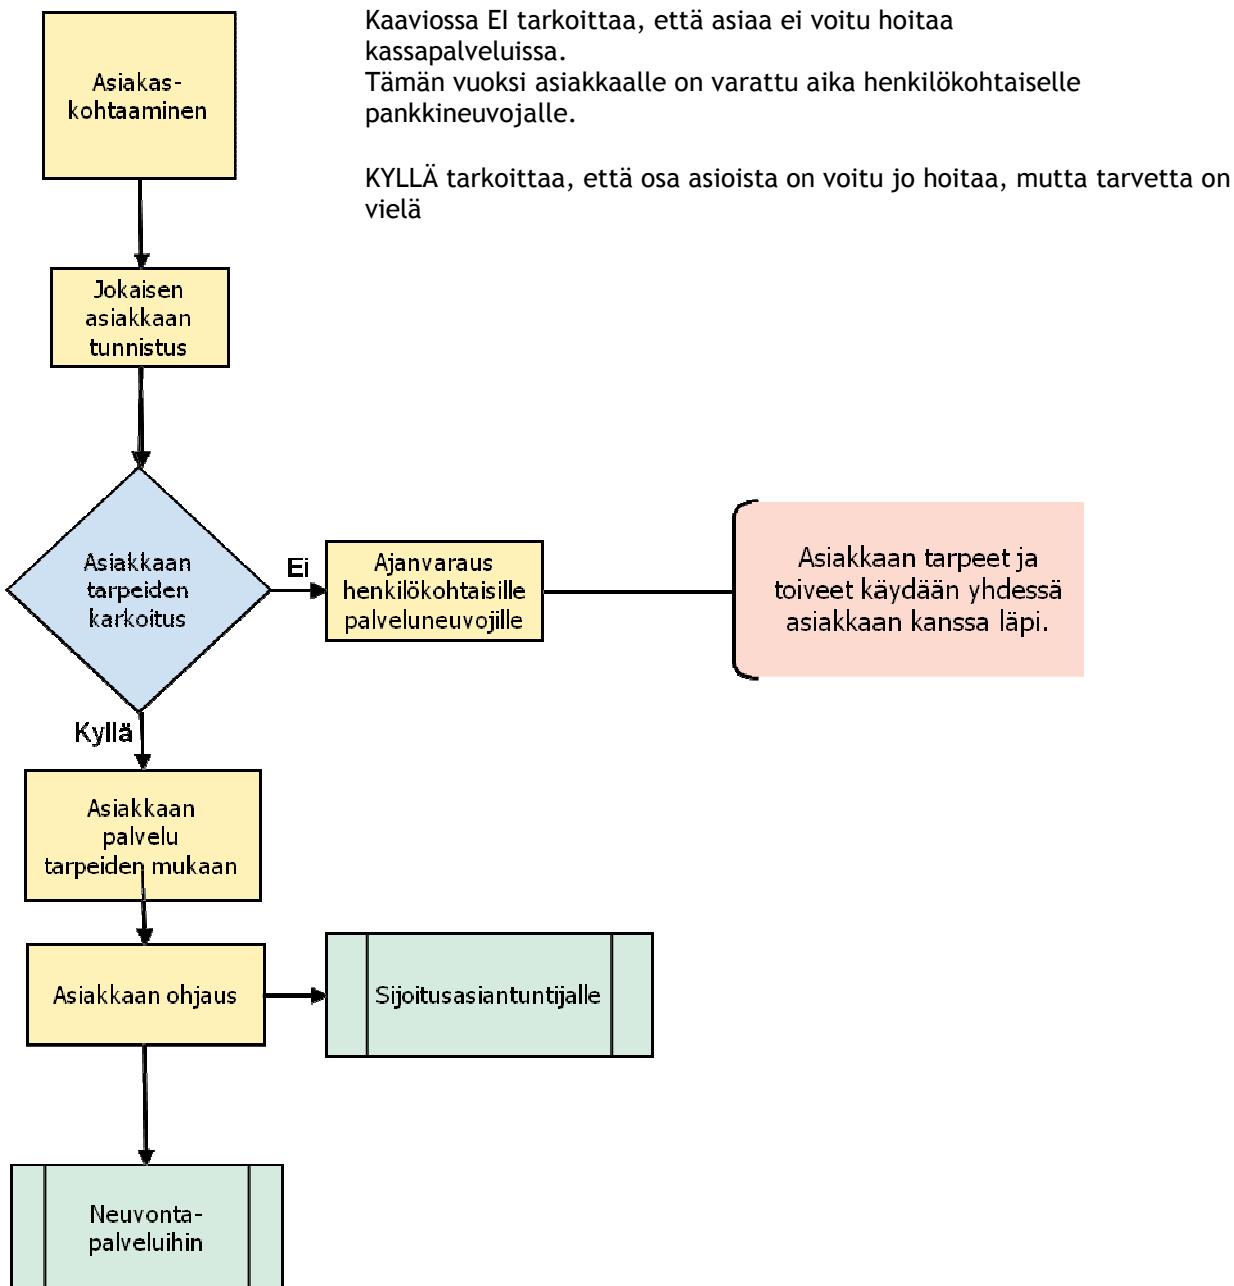 Kaaviossa EI tarkoittaa, että asiaa ei voitu hoitaa
kassapalveluissa.
Tämän vuoksi asiakkaalle on varattu aika henkilökohtaiselle
pankkineuvojalle.
KYLLÄ tarkoittaa, että osa asioista on voitu jo hoitaa, mutta tarvetta on
vielä
Asiakas-
kohtaaminen
Jokaisen
asiakkaan
tunnistus
Asiakkaan
tarpeiden
karkoitus
Ei
Ajanvaraus
henkilökohtaisille
palveluneuvojille
Asiakkaan tarpeet ja
toiveet käydään yhdessä
asiakkaan kanssa läpi.
Kyllä
Asiakkaan
palvelu
tarpeiden mukaan
Asiakkaan ohjaus
Sijoitusasiantuntijalle
Neuvonta-
palveluihin